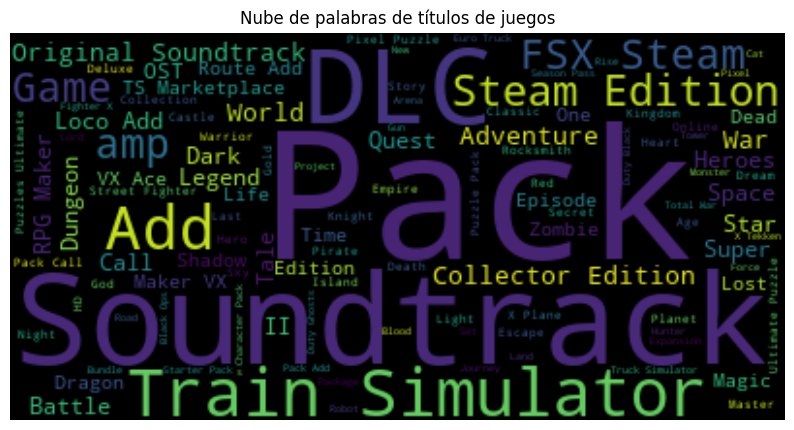 Nube de palabras de títulos de juegos
Original Soundtrack
Pixel Puzzle
New
Euro Truck
Cat
Deluxe
OST
Route Add
DLC
FSX Steam
Season Pass
Rise
Pixel
Game
TS Marketplace
Story
Arena
Steam Edition
Fighter X
Collection
Castle
World
Classic
One
Kingdom
Dead
Loco Add
Warrior
Gun
Quest
Adventure
Online
Tower
War
Puzzles Ultimate
RPG Maker
Dungeon
amp
Dark
Gold
Pack
Puzzle Pack
Rocksmith
Heart
Duty Black
Heroes
Lord
VX Ace
Legend
Project
Empire
Red
Monster
Dream
Street Fighter
Life
Episode
Space
Last
Knight
Secret
Total War
Add
Hero
Time
Zombie
Age
Star
X Tekken
Pack Call
Call
Shadow
Sky
Tale
Pirate
Super
God
Maker VX
Edition
Death
Collector Edition
Force
Lost
HD
Island
Soundtrack
Night
Road
Black Ops
Character Pack
II
Duty Ghosts
Blood
Light
X Plane
Escape
Planet
Hunter
Ultimate Puzzle
Set
Land
Expansion
Bundle
Starter Pack
Pack Add
Journey
Truck Simulator
Dragon
Package
Magic
Battle
Train Simulator
Robot
Master